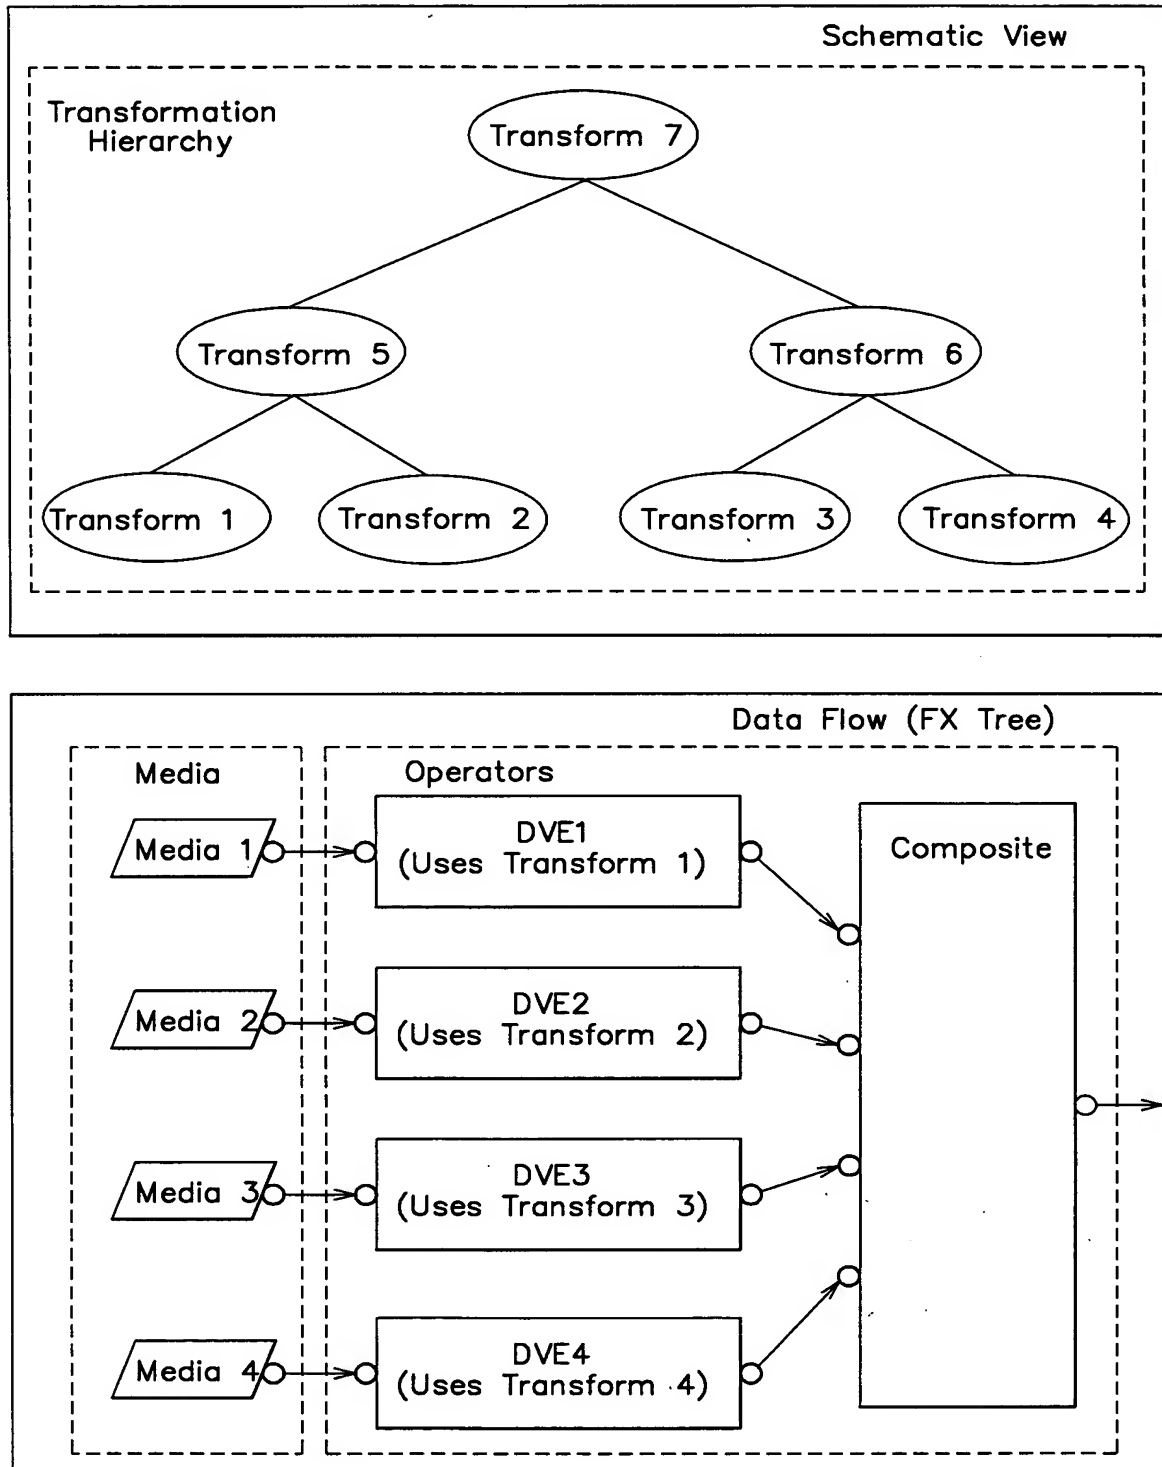 Schematic View
Transformation
Hierarchy
Transform 7
Transform 5
Transform 6
Transform 1
Transform 2
Transform 3
Transform 4
Data Flow (FX Tree)
Media
Operators
Media 1
DVE1
(Uses Transform 1)
Composite
Media 2
DVE2
(Uses Transform 2)
Media 3
DVE3
(Uses Transform 3)
Media 4
DVE4
(Uses Transform 4)